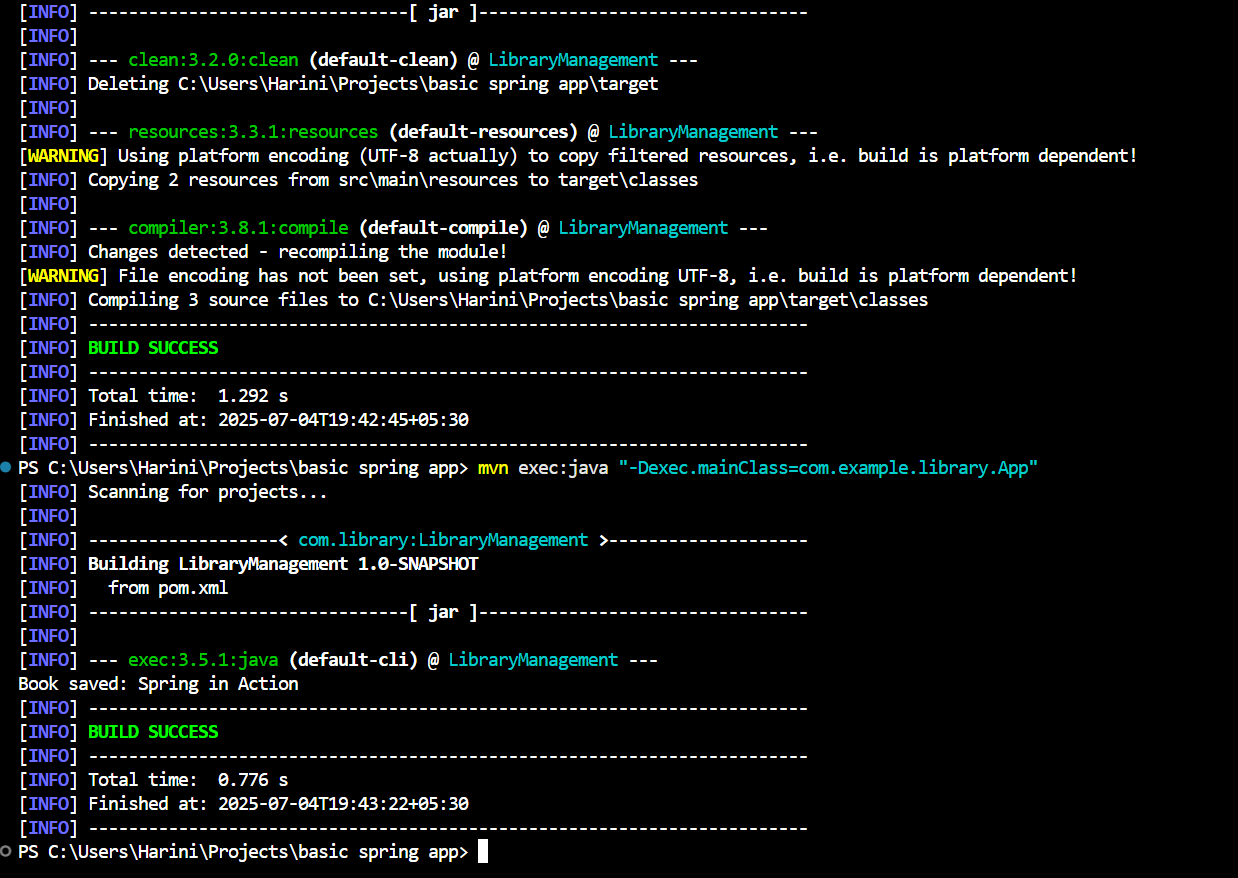 [INFO] --------------------------------[ jar ]---------------------------------
[INFO]
[INFO] --- clean:3.2.0:clean (default-clean) @ LibraryManagement ---
[INFO] Deleting C:\Users\Harini\Projects\basic spring app\target
[INFO]
[INFO] --- resources:3.3.1:resources (default-resources) @ LibraryManagement ---
[WARNING] Using platform encoding (UTF-8 actually) to copy filtered resources, i.e. build is platform dependent!
[INFO] Copying 2 resources from src\main\resources to target\classes
[INFO]
[INFO] --- compiler:3.8.1:compile (default-compile) @ LibraryManagement ---
[INFO] Changes detected - recompiling the module!
[WARNING] File encoding has not been set, using platform encoding UTF-8, i.e. build is platform dependent!
[INFO] Compiling 3 source files to C:\Users\Harini\Projects\basic spring app\target\classes
[INFO] ------------------------------------------------------------------------
[INFO] BUILD SUCCESS
[INFO] ------------------------------------------------------------------------
[INFO] Total time:  1.292 s
[INFO] Finished at: 2025-07-04T19:42:45+05:30
[INFO] ------------------------------------------------------------------------
PS C:\Users\Harini\Projects\basic spring app> mvn exec:java "-Dexec.mainClass=com.example.library.App"
[INFO] Scanning for projects...
[INFO]
[INFO] -------------------< com.library:LibraryManagement >--------------------
[INFO] Building LibraryManagement 1.0-SNAPSHOT
[INFO]   from pom.xml
[INFO] --------------------------------[ jar ]---------------------------------
[INFO]
[INFO] --- exec:3.5.1:java (default-cli) @ LibraryManagement ---
Book saved: Spring in Action
[INFO] ------------------------------------------------------------------------
[INFO] BUILD SUCCESS
[INFO] ------------------------------------------------------------------------
[INFO] Total time:  0.776 s
[INFO] Finished at: 2025-07-04T19:43:22+05:30
[INFO] ------------------------------------------------------------------------
PS C:\Users\Harini\Projects\basic spring app>